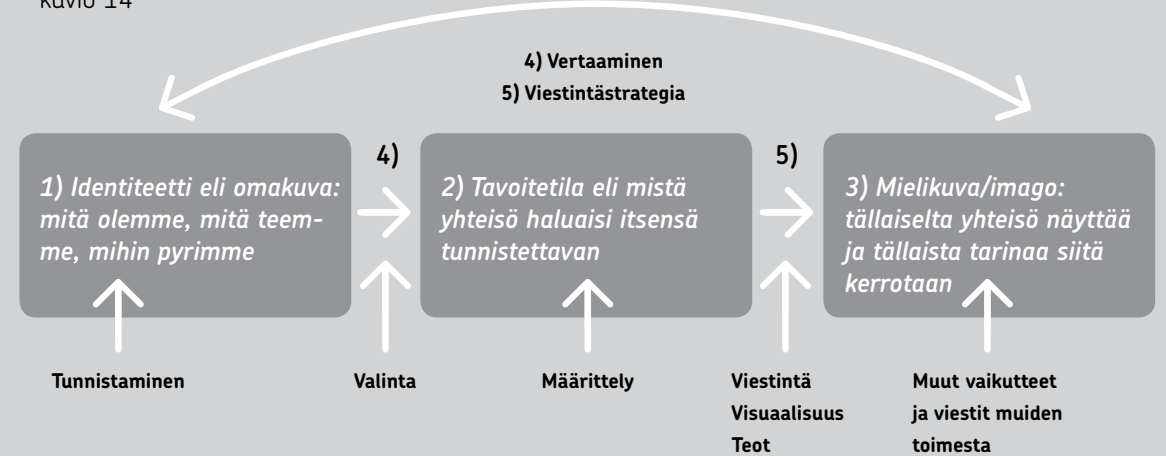 kuvio 14
4) Vertaaminen
5) Viestintästrategia
1) Identiteetti eli omakuva:
mitä olemme, mitä teem-
me, mihin pyrimme
4)
2) Tavoitetila eli mistä
yhteisö haluaisi itsensä
tunnistettavan
5)
3) Mielikuva/imago:
tällaiselta yhteisö näyttää
ja tällaista tarinaa siitä
kerrotaan
Tunnistaminen
Valinta
Määrittely
Viestintä
Visuaalisuus
Teot
Muut vaikutteet
ja viestit muiden
toimesta